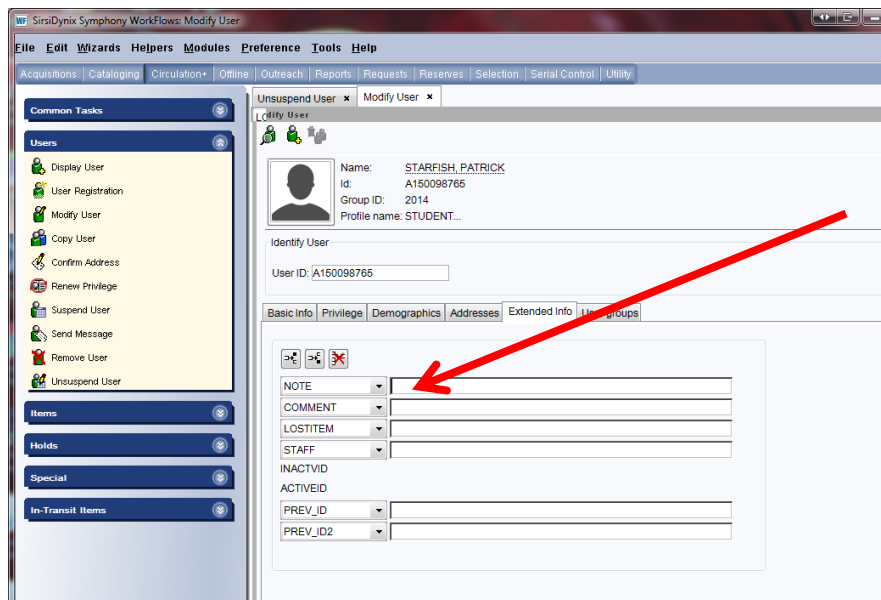 WF SirsiDynix Symphony WorkFlows: Modify User
File Edit Wizards Helpers Modules Preference Tools Help
Acquisitions Cataloging Circulation+ Offline Outreach Reports Requests Reserves Selection Serial Control Utility
Common Tasks
Users
Display User
User Registration
Modify User
Copy User
Confirm Address
Renew Privilege
Suspend User
Send Message
Remove User
Unsuspend User
Items
Holds
Special
In-Transit Items
Unsuspend User × Modify User ×
dify User
Name: STARFISH, PATRICK
Id: A150098765
Group ID: 2014
Profile name: STUDENT...
Identify User
User ID: A150098765
Basic Info Privilege Demographics Addresses Extended Info groups
NOTE
COMMENT
LOSTITEM
STAFF
INACTVID
ACTIVEID
PREV_ID
PREV_ID2